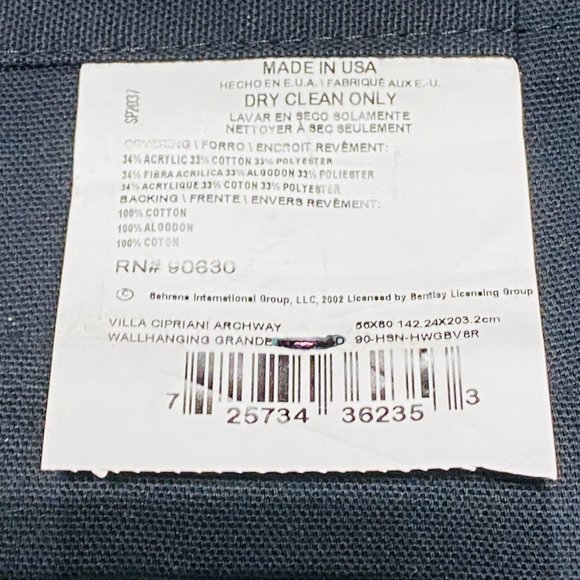 SP2037
MADE IN USA
HECHO EN E.U.A. \ FABRIQUÉ AUX E.-U.
DRY CLEAN ONLY
LAVAR EN SECO SOLAMENTE
NETTOYER À SEC SEULEMENT
COVERING \ FORRO \ ENDROIT REVÊMENT:
34% ACRYLIC 33% COTTON 33% POLYESTER
34% FIBRA ACRILICA 33% ALGODON 33% POLIESTER
34% ACRYLIQUE 33% COTON 33% POLYESTER
BACKING \ FRENTE \ ENVERS REVÊMENT:
100% COTTON
100% ALGODON
100% COTON
RN# 90630
© Behrens International Group, LLC, 2002 Licensed by Bentley Licensing Group
VILLA CIPRIANI ARCHWAY 56X80 142.24X203.2cm
WALLHANGING GRANDE 90-HSN-HWGBV8R
7 25734 36235 3